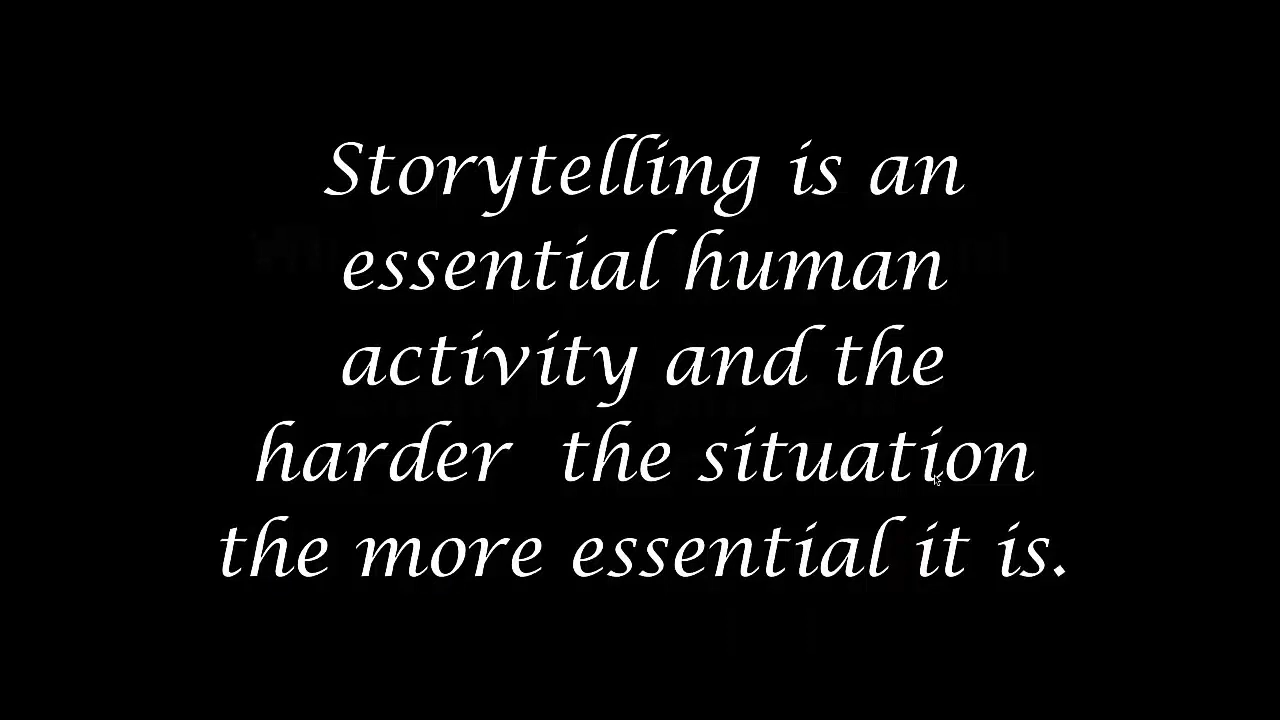 Storytelling is an
essential human
activity and the
harder  the situation
the more essential it is.